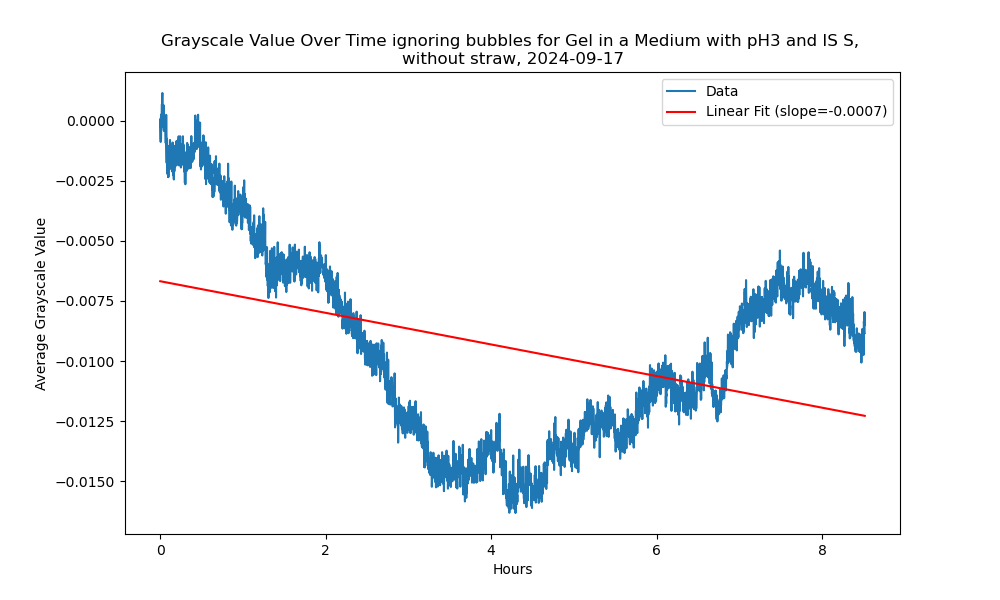 Grayscale Value Over Time ignoring bubbles for Gel in a Medium with pH3 and IS S,
without straw, 2024-09-17
Data
Linear Fit (slope=-0.0007)
0.0000
−0.0025
−0.0050
−0.0075
−0.0100
−0.0125
−0.0150
Average Grayscale Value
0 2 4 6 8
Hours